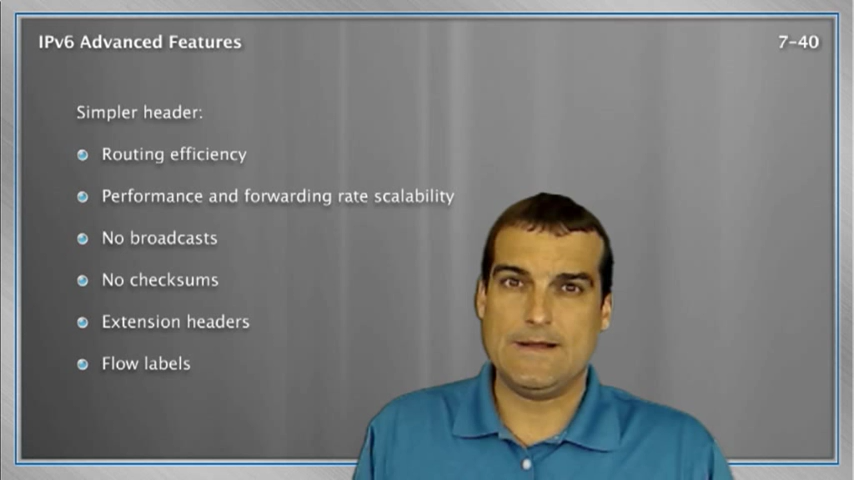 IPv6 Advanced Features
7-40
Simpler header:
Routing efficiency
Performance and forwarding rate scalability
No broadcasts
No checksums
Extension headers
Flow labels